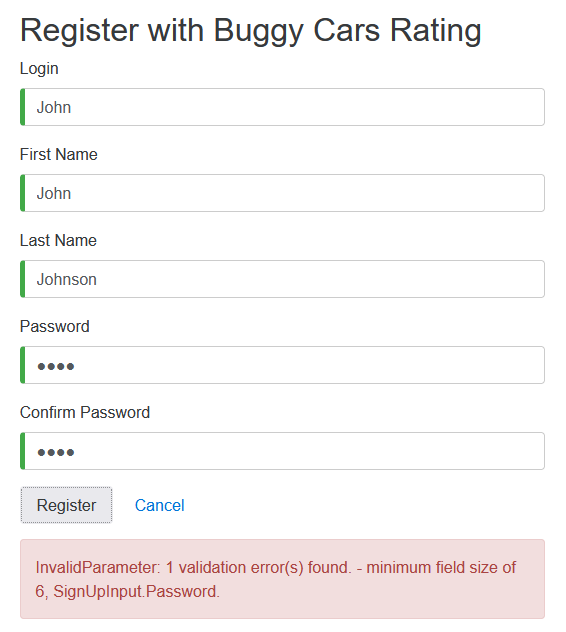 Register with Buggy Cars Rating
Login
John
First Name
John
Last Name
Johnson
Password
●●●●
Confirm Password
●●●●
Register Cancel
InvalidParameter: 1 validation error(s) found. - minimum field size of
6, SignUpInput.Password.